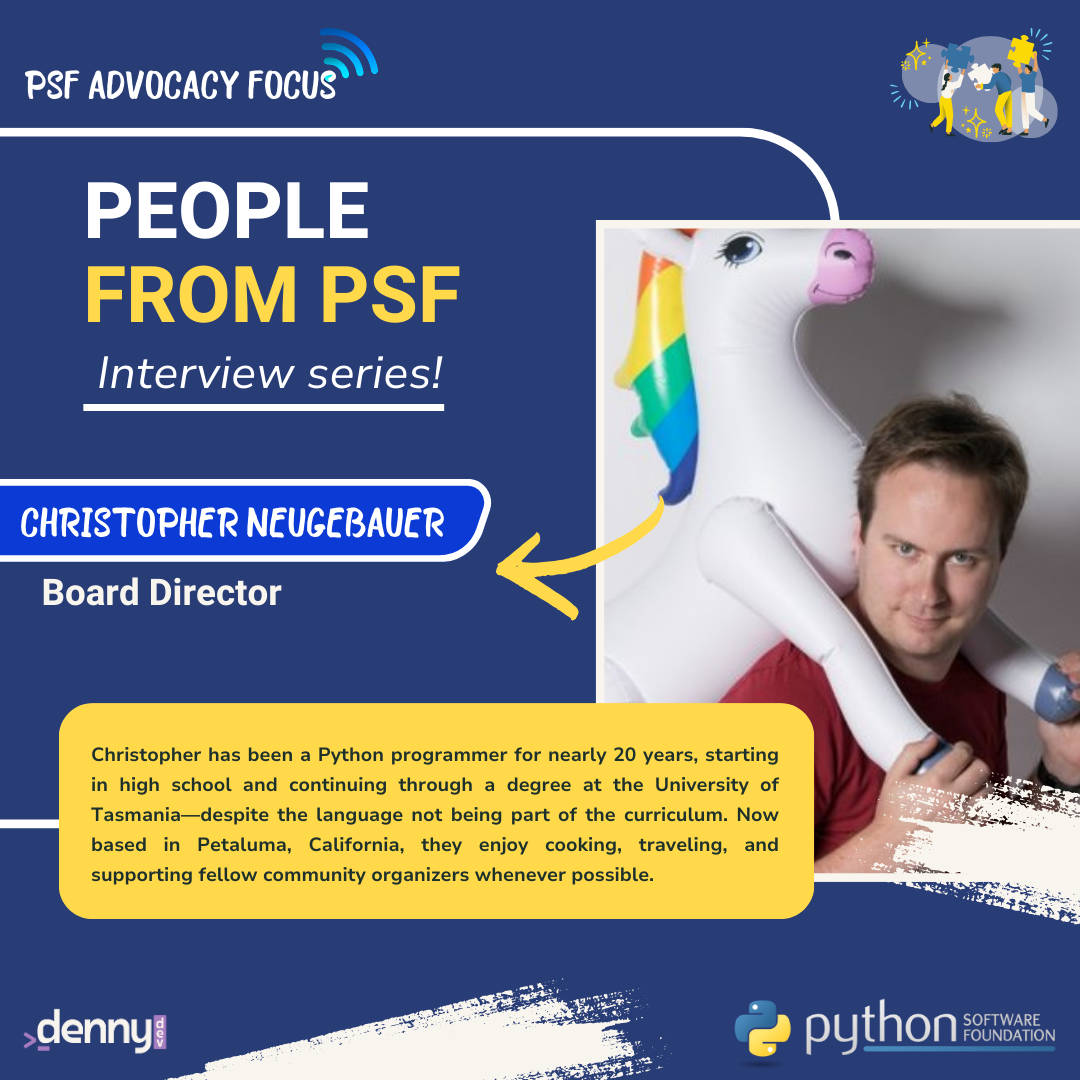 PSF ADVOCACY FOCUS
PEOPLE
FROM PSF
Interview series!
CHRISTOPHER NEUGEBAUER
Board Director
Christopher has been a Python programmer for nearly 20 years, starting
in high school and continuing through a degree at the University of
Tasmania—despite the language not being part of the curriculum. Now
based in Petaluma, California, they enjoy cooking, traveling, and
supporting fellow community organizers whenever possible.
>_denny dev
python SOFTWARE
FOUNDATION